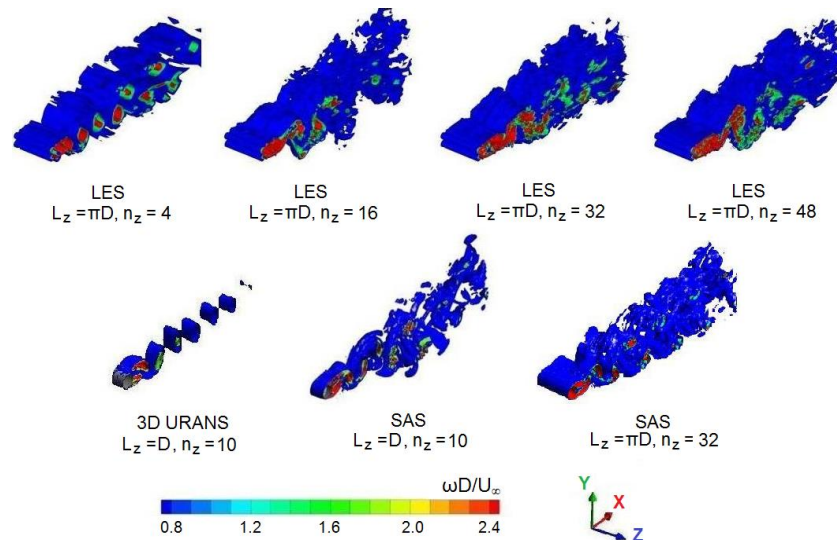 LES
L_z = πD, n_z = 4
LES
L_z = πD, n_z = 16
LES
L_z = πD, n_z = 32
LES
L_z = πD, n_z = 48
3D URANS
L_z = D, n_z = 10
SAS
L_z = D, n_z = 10
SAS
L_z = πD, n_z = 32
ωD/U_∞
0.8 1.2 1.6 2.0 2.4
Y
X
Z